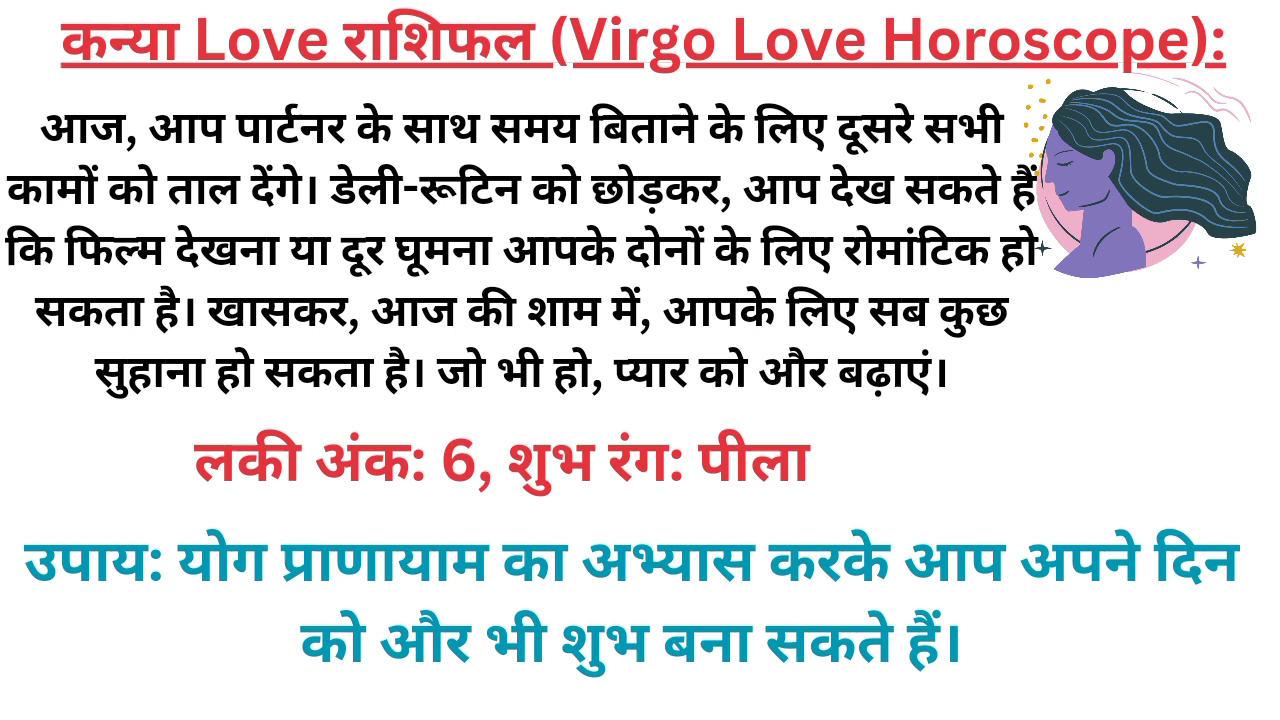 कन्या Love राशिफल (Virgo Love Horoscope):
आज, आप पार्टनर के साथ समय बिताने के लिए दूसरे सभी
कामों को ताल देंगे। डेली-रूटिन को छोड़कर, आप देख सकते हैं
कि फिल्म देखना या दूर घूमना आपके दोनों के लिए रोमांटिक हो
सकता है। खासकर, आज की शाम में, आपके लिए सब कुछ
सुहाना हो सकता है। जो भी हो, प्यार को और बढ़ाएं।
लकी अंक: 6, शुभ रंग: पीला
उपाय: योग प्राणायाम का अभ्यास करके आप अपने दिन
को और भी शुभ बना सकते हैं।